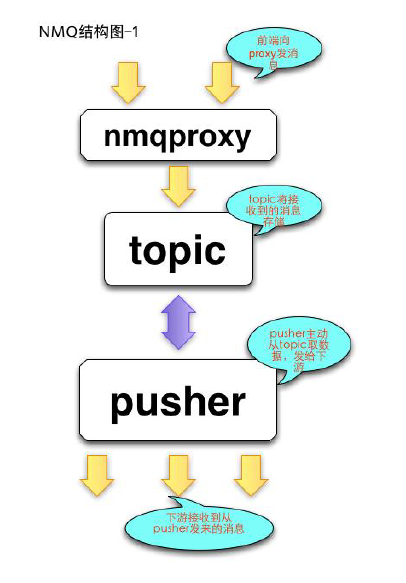 NMQ结构图-1
前端向
proxy发消
息
nmqproxy
topic将接
收到的消息
存储
topic
pusher主动
从topic取数
据，发给下
游
pusher
下游接收到从
pusher发来的消息